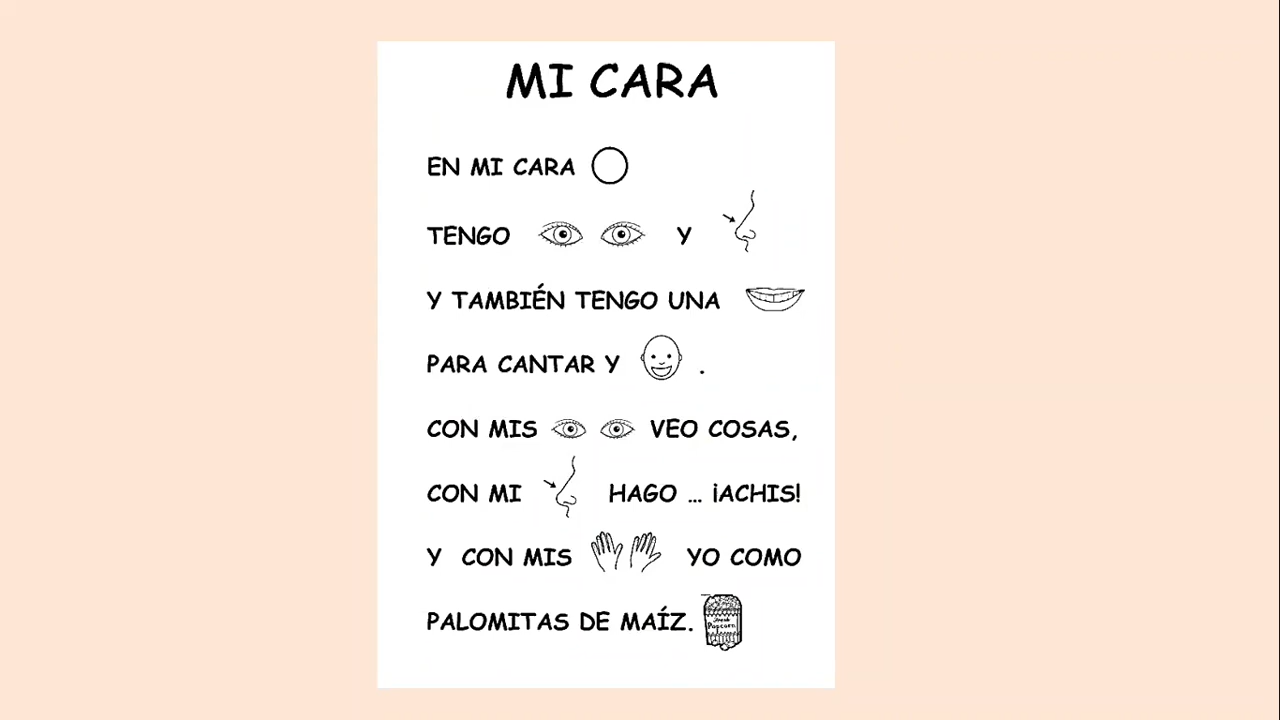 MI CARA
EN MI CARA
TENGO Y
Y TAMBIÉN TENGO UNA
PARA CANTAR Y .
CON MIS VEO COSAS,
CON MI HAGO ... ¡ACHIS!
Y CON MIS YO COMO
PALOMITAS DE MAÍZ.
Popcorn